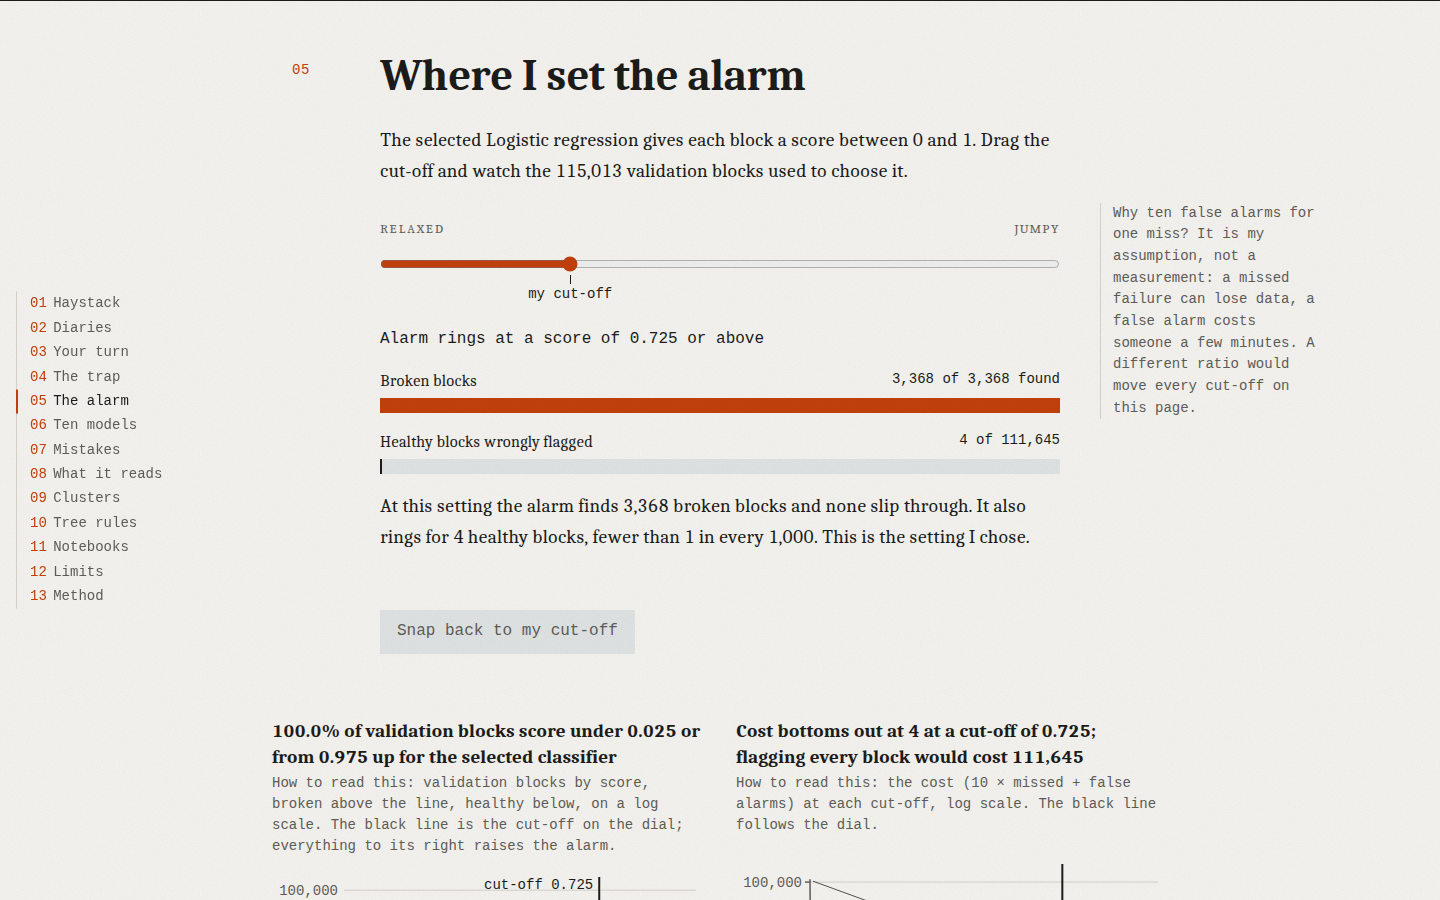 05
Where I set the alarm
The selected Logistic regression gives each block a score between 0 and 1. Drag the
cut-off and watch the 115,013 validation blocks used to choose it.
RELAXED
JUMPY
my cut-off
Alarm rings at a score of 0.725 or above
Broken blocks
3,368 of 3,368 found
Healthy blocks wrongly flagged
4 of 111,645
At this setting the alarm finds 3,368 broken blocks and none slip through. It also
rings for 4 healthy blocks, fewer than 1 in every 1,000. This is the setting I chose.
Snap back to my cut-off
Why ten false alarms for
one miss? It is my
assumption, not a
measurement: a missed
failure can lose data, a
false alarm costs
someone a few minutes. A
different ratio would
move every cut-off on
this page.
01 Haystack
02 Diaries
03 Your turn
04 The trap
05 The alarm
06 Ten models
07 Mistakes
08 What it reads
09 Clusters
10 Tree rules
11 Notebooks
12 Limits
13 Method
100.0% of validation blocks score under 0.025 or
from 0.975 up for the selected classifier
How to read this: validation blocks by score,
broken above the line, healthy below, on a log
scale. The black line is the cut-off on the dial;
everything to its right raises the alarm.
100,000
cut-off 0.725
Cost bottoms out at 4 at a cut-off of 0.725;
flagging every block would cost 111,645
How to read this: the cost (10 × missed + false
alarms) at each cut-off, log scale. The black line
follows the dial.
100,000